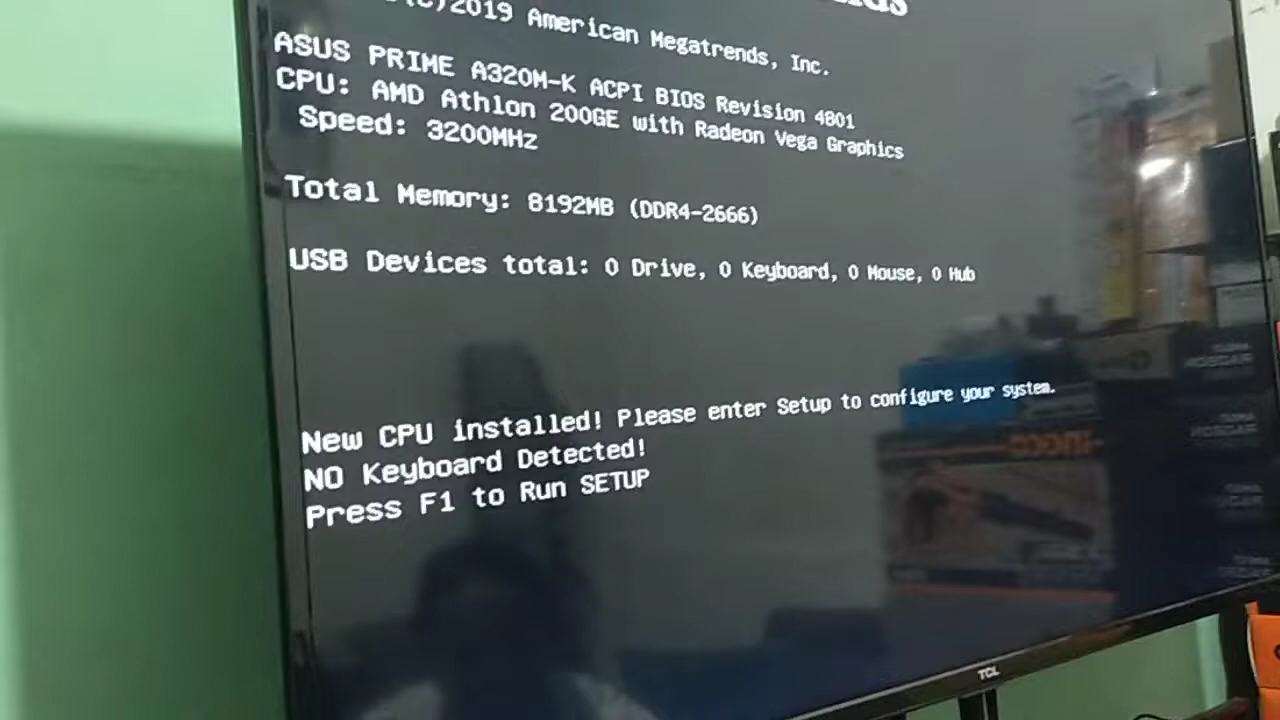 2019 American Megatrends, Inc.
ASUS PRIME A320M-K ACPI BIOS Revision 4801
CPU: AMD Athlon 200GE with Radeon Vega Graphics
Speed: 3200MHz
Total Memory: 8192MB (DDR4-2666)
USB Devices total: 0 Drive, 0 Keyboard, 0 Mouse, 0 Hub
New CPU installed! Please enter Setup to configure your system.
NO Keyboard Detected!
Press F1 to Run SETUP
TCL